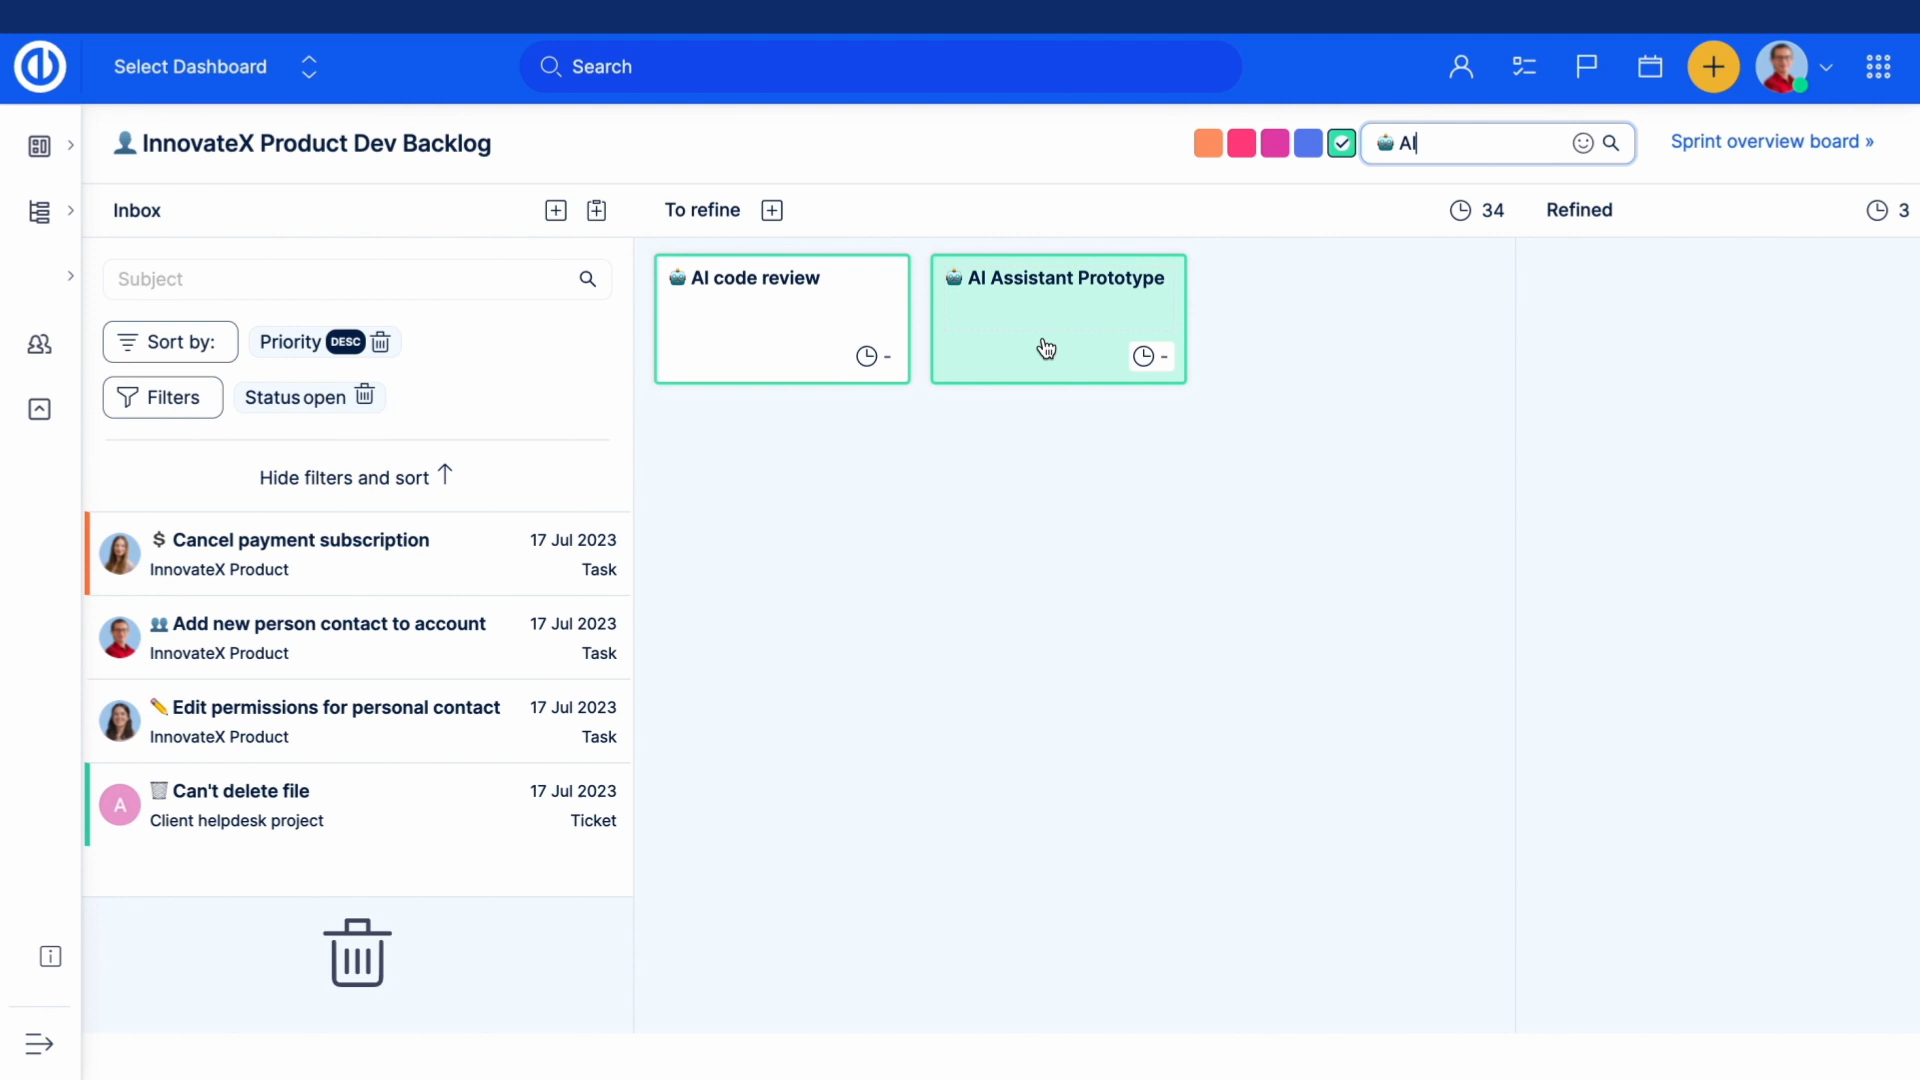 Select Dashboard
Search
👤 InnovateX Product Dev Backlog
🤖 AI
Sprint overview board »
Inbox
To refine
34
Refined
3
Subject
🤖 AI code review
-
🤖 AI Assistant Prototype
-
Sort by:
Priority DESC
Filters
Status open
Hide filters and sort ↑
$ Cancel payment subscription
17 Jul 2023
InnovateX Product
Task
👥 Add new person contact to account
17 Jul 2023
InnovateX Product
Task
✏️ Edit permissions for personal contact
17 Jul 2023
InnovateX Product
Task
A
🗑️ Can't delete file
17 Jul 2023
Client helpdesk project
Ticket